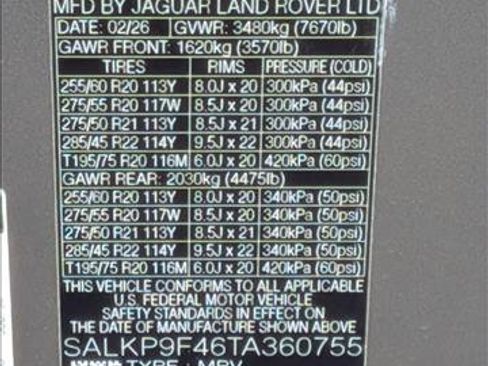 MFD BY JAGUAR LAND ROVER LTD
DATE: 02/26 GVWR: 3480kg (7670lb)
GAWR FRONT: 1620kg (3570lb)
TIRES RIMS PRESSURE (COLD)
255/60 R20 113Y 8.0J x 20 300kPa (44psi)
275/55 R20 117W 8.5J x 20 300kPa (44psi)
275/50 R21 113Y 8.5J x 21 300kPa (44psi)
285/45 R22 114Y 9.5J x 22 300kPa (44psi)
T195/75 R20 116M 6.0J x 20 420kPa (60psi)
GAWR REAR: 2030kg (4475lb)
255/60 R20 113Y 8.0J x 20 340kPa (50psi)
275/55 R20 117W 8.5J x 20 340kPa (50psi)
275/50 R21 113Y 8.5J x 21 340kPa (50psi)
285/45 R22 114Y 9.5J x 22 340kPa (50psi)
T195/75 R20 116M 6.0J x 20 420kPa (60psi)
THIS VEHICLE CONFORMS TO ALL APPLICABLE
U.S. FEDERAL MOTOR VEHICLE
SAFETY STANDARDS IN EFFECT ON
THE DATE OF MANUFACTURE SHOWN ABOVE
SALKP9F46TA360755
TYPE: MPV